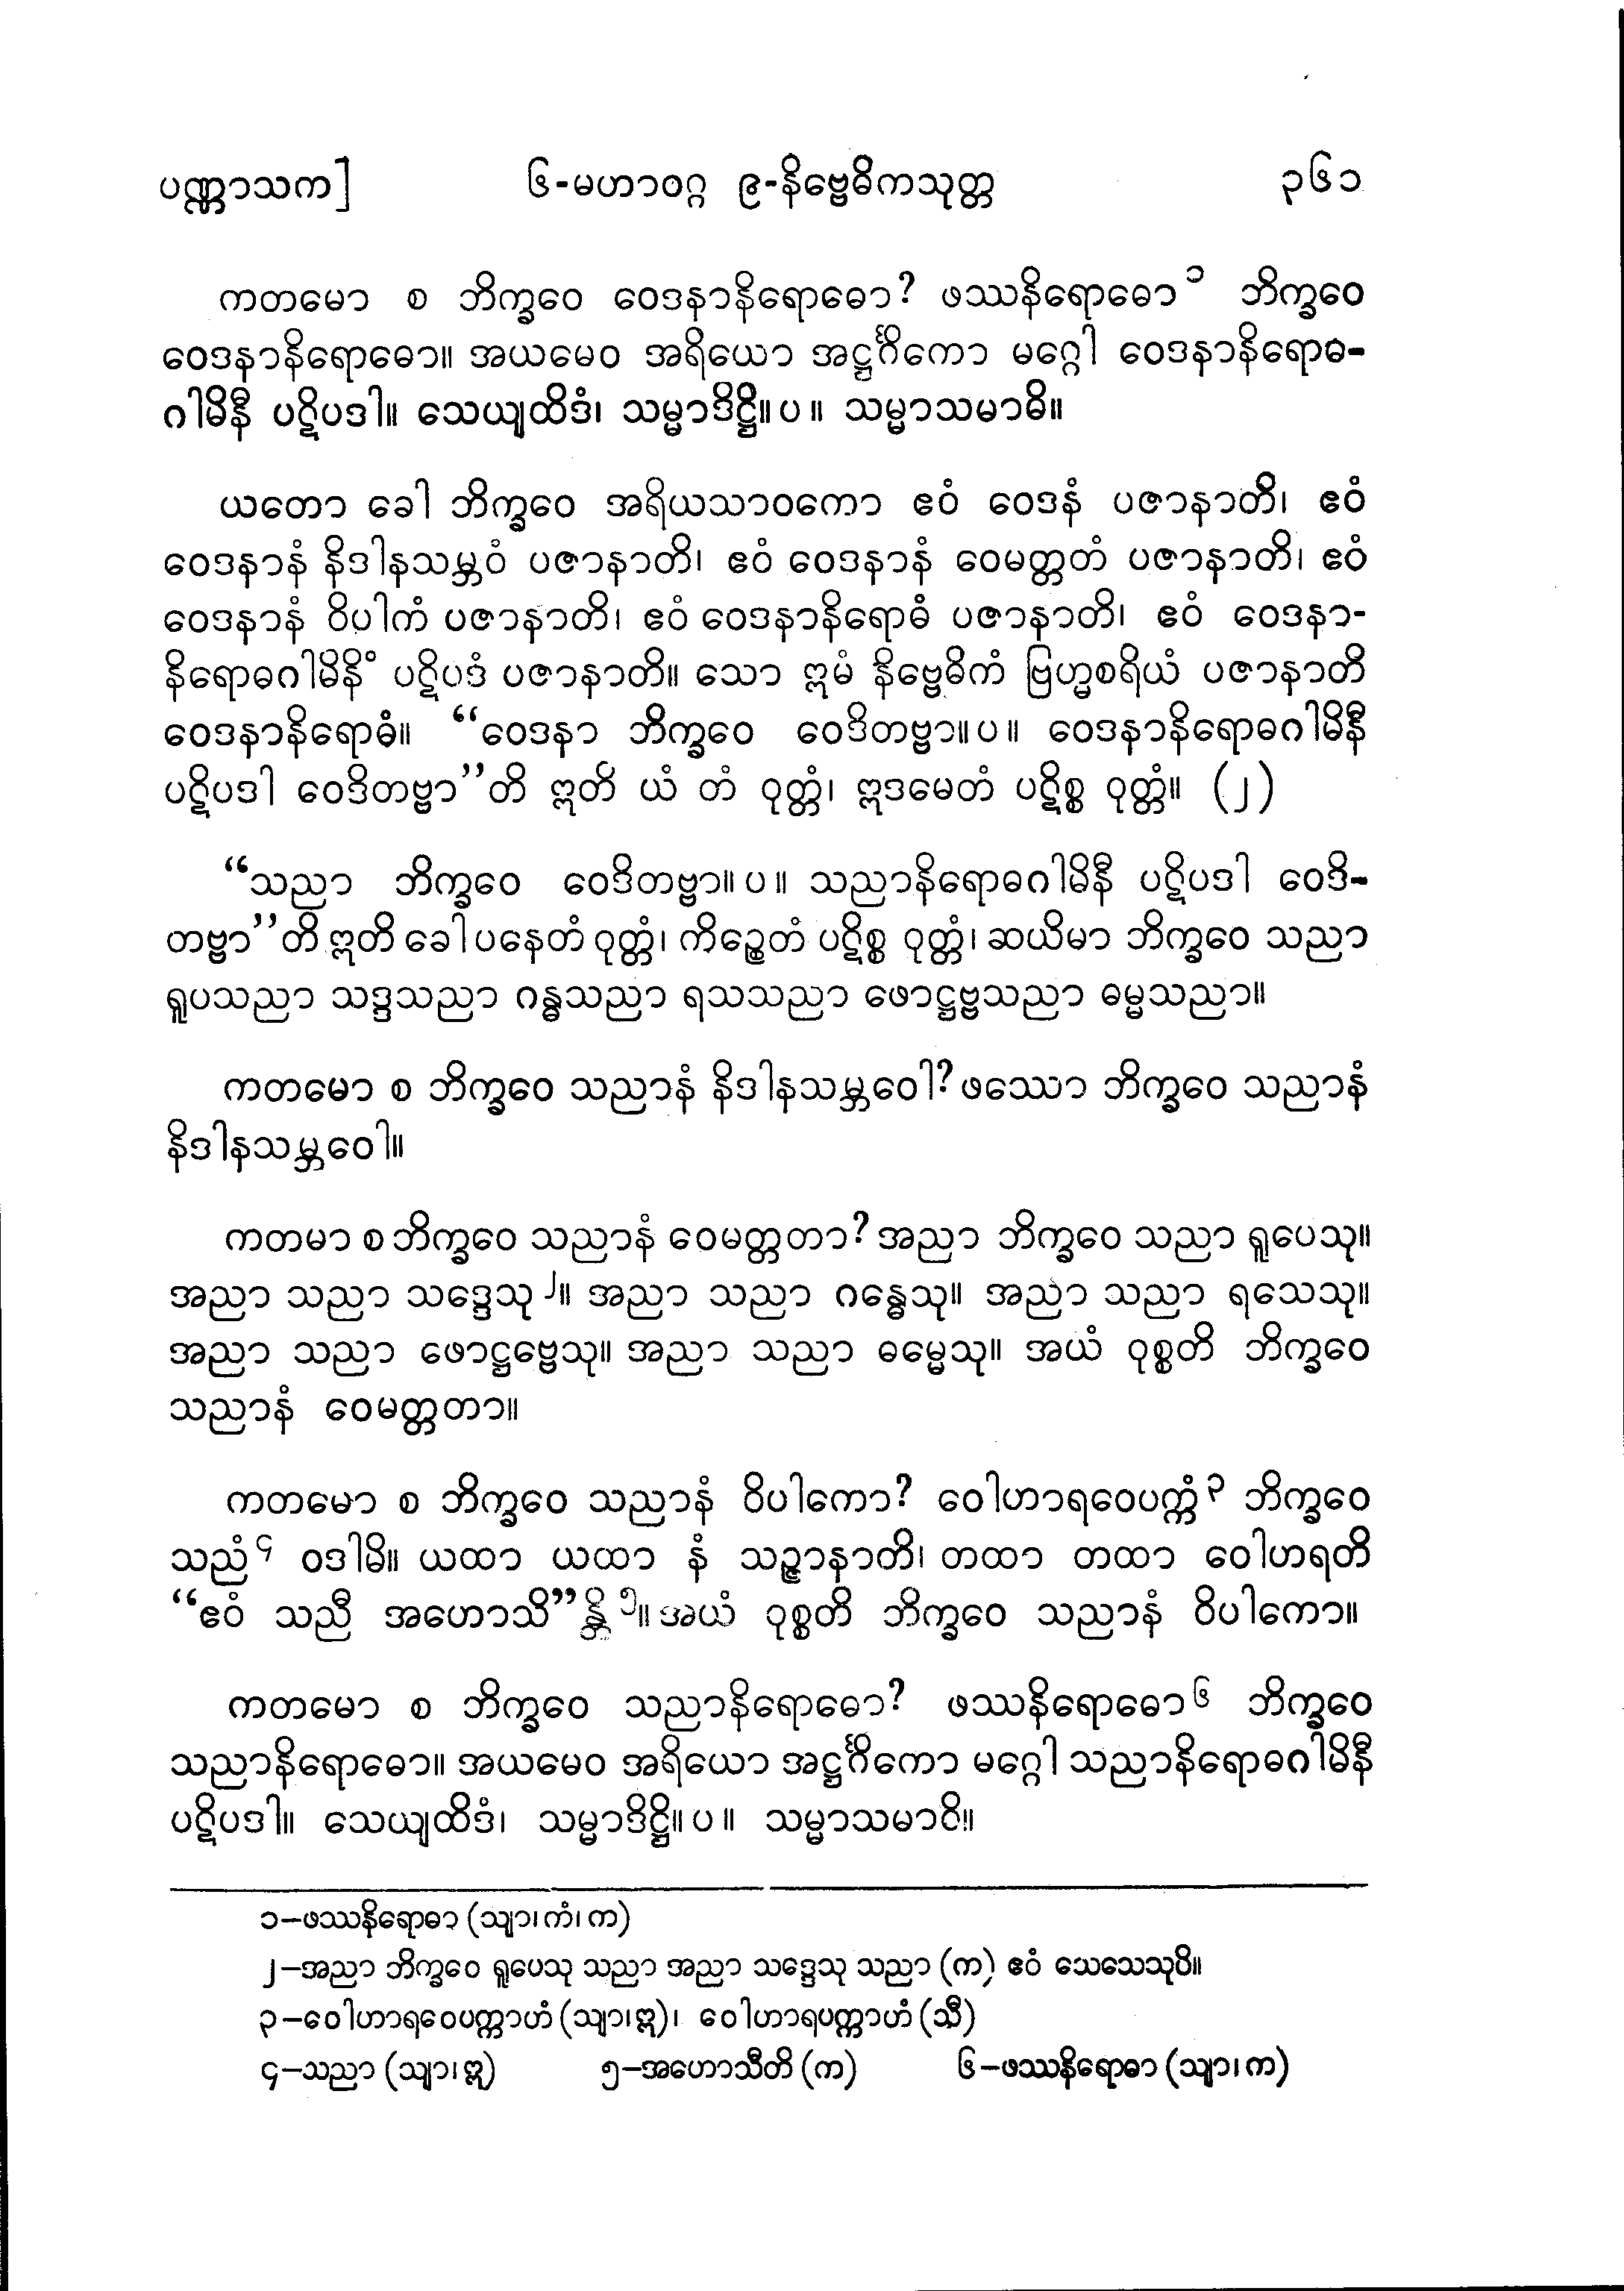 ပဏ္ဏာသက] ၆-မဟာဝဂ္ဂ ၉-နိဗ္ဗေဓိကသုတ္တ ၃၆၁
ကတမော စ ဘိက္ခဝေ ဝေဒနာနိရောဓော? ဖဿနိရောဓော၁ ဘိက္ခဝေ
ဝေဒနာနိရောဓော။ အယမေဝ အရိယော အဋ္ဌင်္ဂိကော မဂ္ဂေါ ဝေဒနာနိရောဓ-
ဂါမိနီ ပဋိပဒါ။ သေယျထိဒံ၊ သမ္မာဒိဋ္ဌိ။ပ။ သမ္မာသမာဓိ။
ယတော ခေါ ဘိက္ခဝေ အရိယသာဝကော ဧဝံ ဝေဒနံ ပဇာနာတိ၊ ဧဝံ
ဝေဒနာနံ နိဒါနသမ္ဘဝံ ပဇာနာတိ၊ ဧဝံ ဝေဒနာနံ ဝေမတ္တတံ ပဇာနာတိ၊ ဧဝံ
ဝေဒနာနံ ဝိပါကံ ပဇာနာတိ၊ ဧဝံ ဝေဒနာနိရောဓံ ပဇာနာတိ၊ ဧဝံ ဝေဒနာ-
နိရောဓဂါမိနိံ ပဋိပဒံ ပဇာနာတိ။ သော ဣမံ နိဗ္ဗေဓိကံ ဗြဟ္မစရိယံ ပဇာနာတိ
ဝေဒနာနိရောဓံ။ “ဝေဒနာ ဘိက္ခဝေ ဝေဒိတဗ္ဗာ။ပ။ ဝေဒနာနိရောဓဂါမိနီ
ပဋိပဒါ ဝေဒိတဗ္ဗာ”တိ ဣတိ ယံ တံ ဝုတ္တံ၊ ဣဒမေတံ ပဋိစ္စ ဝုတ္တံ။ (၂)
“သညာ ဘိက္ခဝေ ဝေဒိတဗ္ဗာ။ပ။ သညာနိရောဓဂါမိနီ ပဋိပဒါ ဝေဒိ-
တဗ္ဗာ”တိ ဣတိ ခေါ ပနေတံ ဝုတ္တံ၊ ကိဉ္စေတံ ပဋိစ္စ ဝုတ္တံ၊ ဆယိမာ ဘိက္ခဝေ သညာ
ရူပသညာ သဒ္ဒသညာ ဂန္ဓသညာ ရသသညာ ဖောဋ္ဌဗ္ဗသညာ ဓမ္မသညာ။
ကတမော စ ဘိက္ခဝေ သညာနံ နိဒါနသမ္ဘဝေါ? ဖဿော ဘိက္ခဝေ သညာနံ
နိဒါနသမ္ဘဝေါ။
ကတမာ စ ဘိက္ခဝေ သညာနံ ဝေမတ္တတာ? အညာ ဘိက္ခဝေ သညာ ရူပေသု။
အညာ သညာ သဒ္ဒေသု၂။ အညာ သညာ ဂန္ဓေသု။ အညာ သညာ ရသေသု။
အညာ သညာ ဖောဋ္ဌဗ္ဗေသု။ အညာ သညာ ဓမ္မေသု။ အယံ ဝုစ္စတိ ဘိက္ခဝေ
သညာနံ ဝေမတ္တတာ။
ကတမော စ ဘိက္ခဝေ သညာနံ ဝိပါကော? ဝေါဟာရဝေပက္ကံ၃ ဘိက္ခဝေ
သညံ၄ ဝဒါမိ။ ယထာ ယထာ နံ သဉ္ဇာနာတိ၊ တထာ တထာ ဝေါဟရတိ
“ဧဝံ သညီ အဟောသိ”န္တိ၅။ အယံ ဝုစ္စတိ ဘိက္ခဝေ သညာနံ ဝိပါကော။
ကတမော စ ဘိက္ခဝေ သညာနိရောဓော? ဖဿနိရောဓော၆ ဘိက္ခဝေ
သညာနိရောဓော။ အယမေဝ အရိယော အဋ္ဌင်္ဂိကော မဂ္ဂေါ သညာနိရောဓဂါမိနီ
ပဋိပဒါ။ သေယျထိဒံ၊ သမ္မာဒိဋ္ဌိ။ပ။ သမ္မာသမာဓိ။
၁–ဖဿနိရောဓာ (သျာ၊ကံ၊က)
၂–အညာ ဘိက္ခဝေ ရူပေသု သညာ အညာ သဒ္ဒေသု သညာ (က) ဧဝံ သေသေသုပိ။
၃–ဝေါဟာရဝေပက္ကာဟံ (သျာ၊ဣ)၊ ဝေါဟာရပက္ကာဟံ (သီ)
၄–သညာ (သျာ၊ဣ) ၅–အဟောသီတိ (က) ၆–ဖဿနိရောဓာ (သျာ၊က)